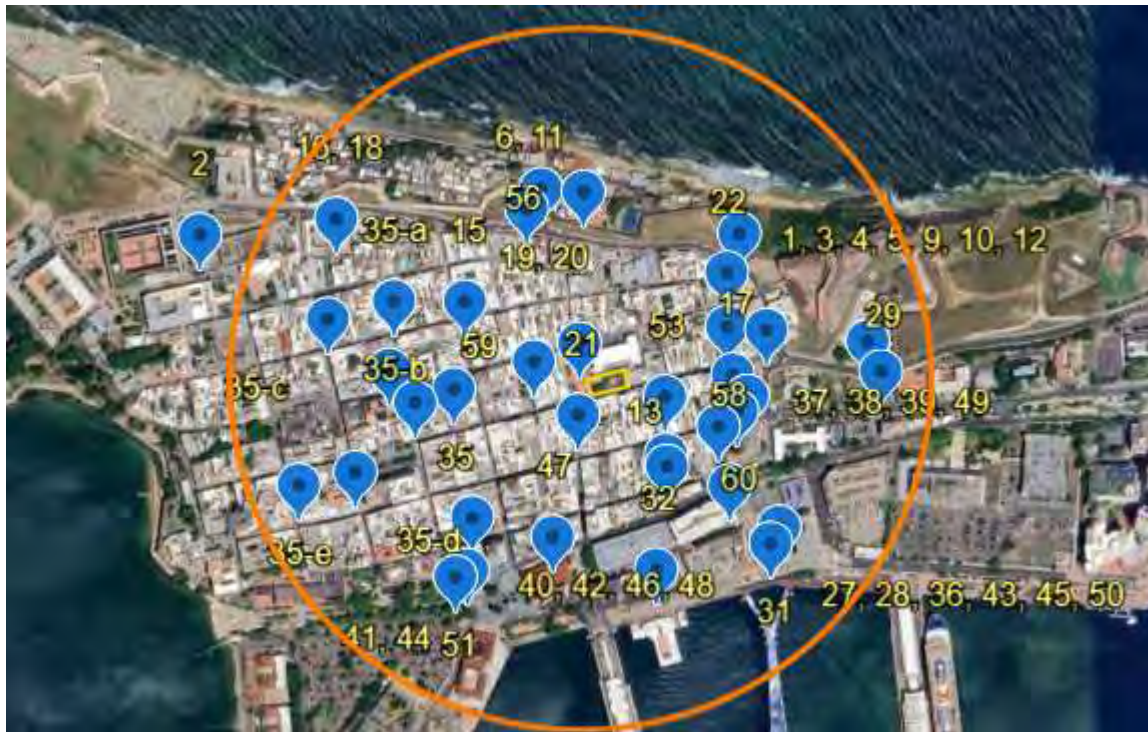 6, 11
2
16, 18
56
22
35-a
15
1, 3, 4, 5, 9, 10, 12
19, 20
17
53
29
21
59
35-b
35-c
58
13
37, 38, 39, 49
35
47
32
60
35-d
35-e
40, 42, 46, 48
27, 28, 36, 43, 45, 50
31
41, 44
51